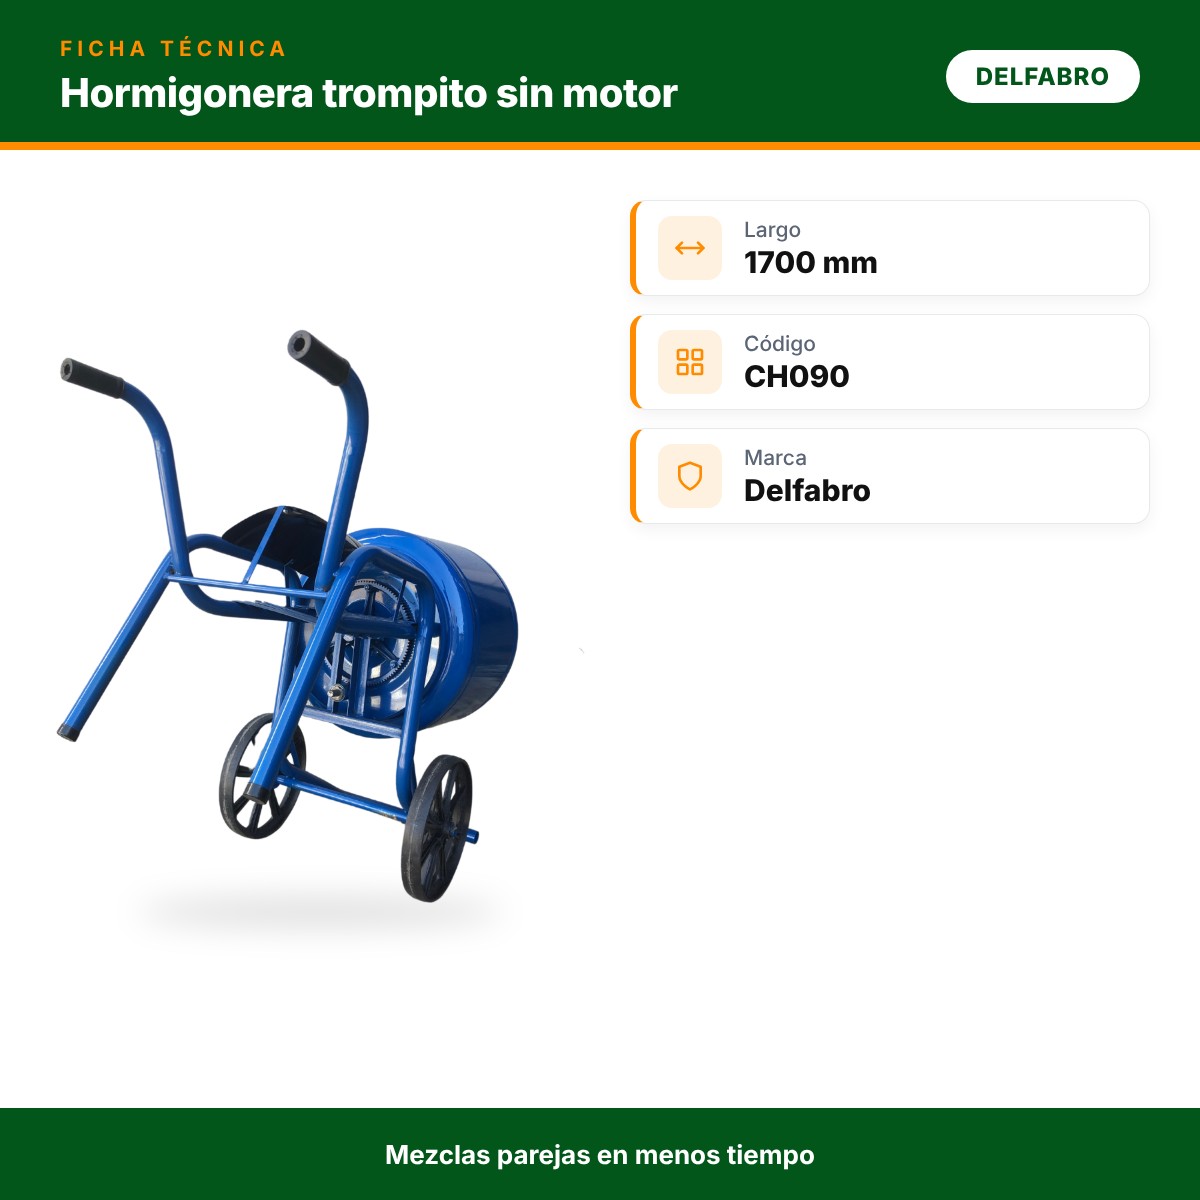 FICHA TÉCNICA
Hormigonera trompito sin motor
DELFABRO
Largo
1700 mm
Código
CH090
Marca
Delfabro
Mezclas parejas en menos tiempo